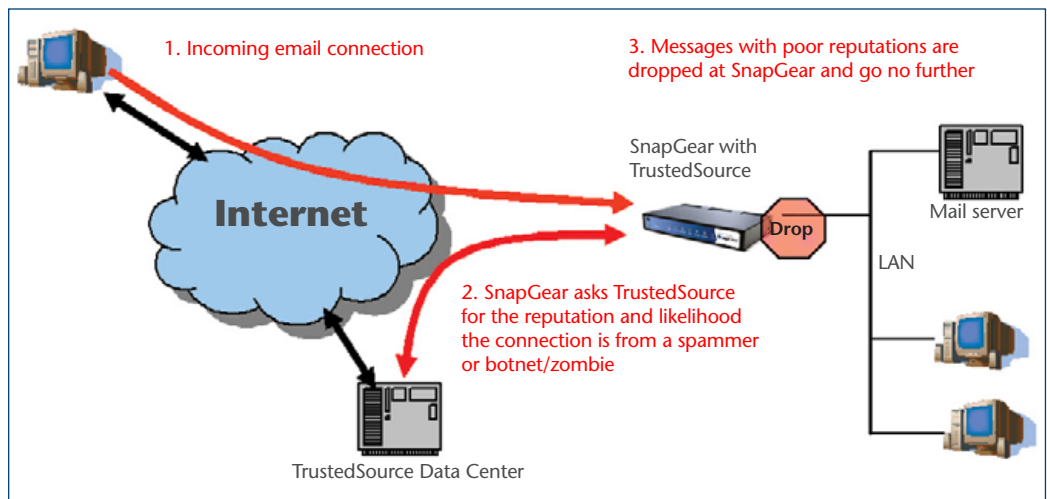 1. Incoming email connection
3. Messages with poor reputations are
dropped at SnapGear and go no further
SnapGear with
TrustedSource
Internet
Drop
Mail server
LAN
2. SnapGear asks TrustedSource
for the reputation and likelihood
the connection is from a spammer
or botnet/zombie
TrustedSource Data Center